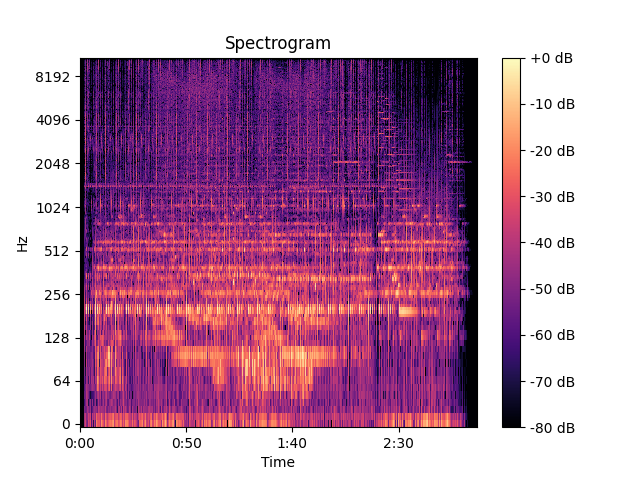 Spectrogram
Hz
8192
4096
2048
1024
512
256
128
64
0
0:00
0:50
1:40
2:30
Time
+0 dB
-10 dB
-20 dB
-30 dB
-40 dB
-50 dB
-60 dB
-70 dB
-80 dB